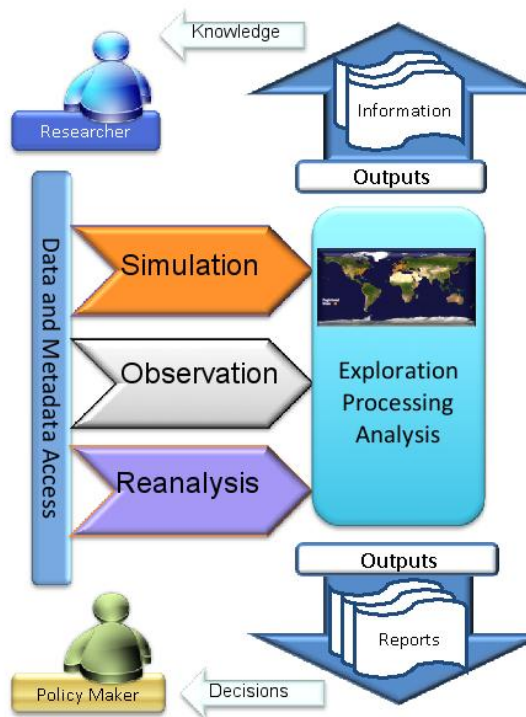 Knowledge
Researcher
Information
Outputs
Data and Metadata Access
Simulation
Observation
Reanalysis
Exploration
Processing
Analysis
Outputs
Reports
Policy Maker
Decisions